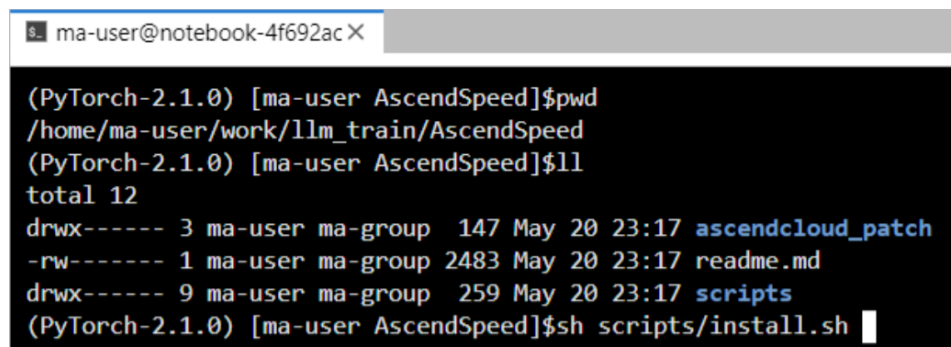 ma-user@notebook-4f692ac
(PyTorch-2.1.0) [ma-user AscendSpeed]$pwd
/home/ma-user/work/llm_train/AscendSpeed
(PyTorch-2.1.0) [ma-user AscendSpeed]$ll
total 12
drwx------ 3 ma-user ma-group  147 May 20 23:17 ascendcloud_patch
-rw------- 1 ma-user ma-group 2483 May 20 23:17 readme.md
drwx------ 9 ma-user ma-group  259 May 20 23:17 scripts
(PyTorch-2.1.0) [ma-user AscendSpeed]$sh scripts/install.sh